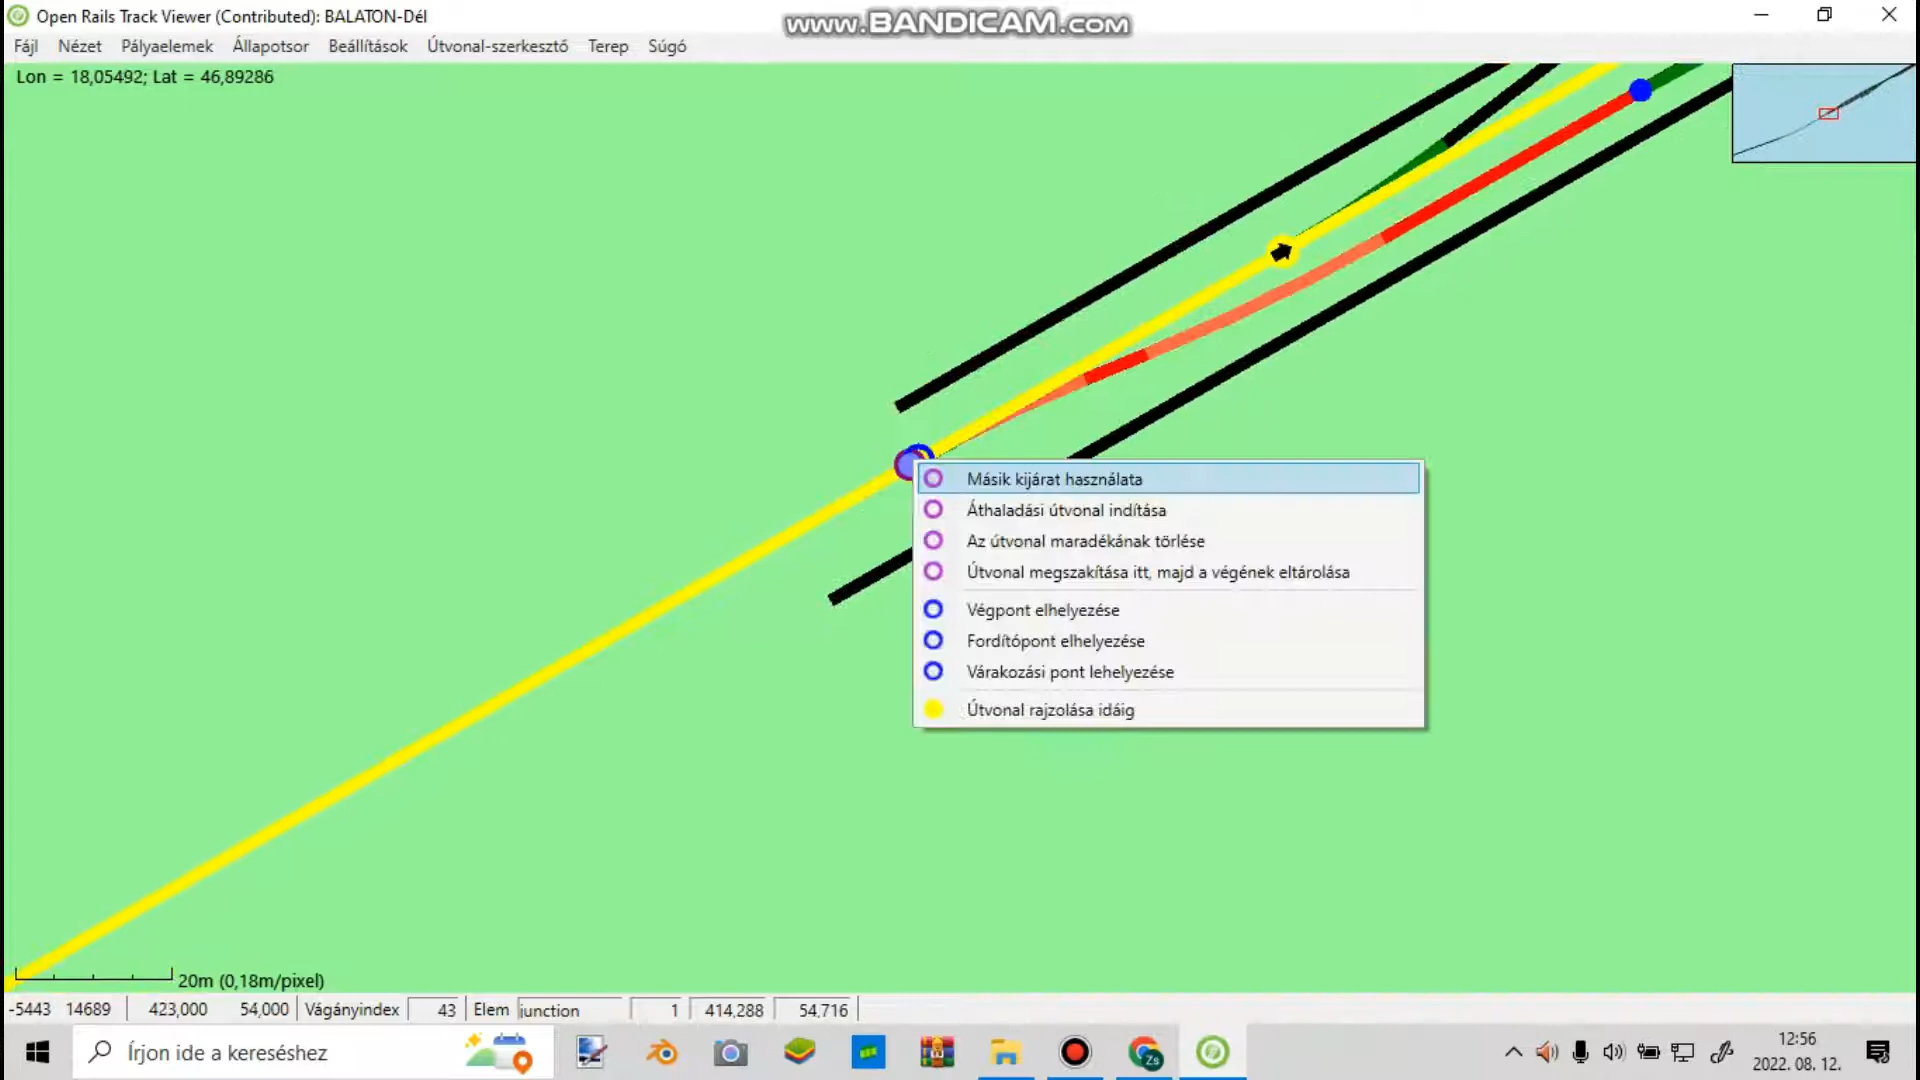 Open Rails Track Viewer (Contributed): BALATON-Dél
www.BANDICAM.com
Fájl Nézet Pályaelemek Állapotsor Beállítások Útvonal-szerkesztő Terep Súgó
Lon = 18,05492; Lat = 46,89286
Másik kijárat használata
Áthaladási útvonal indítása
Az útvonal maradékának törlése
Útvonal megszakítása itt, majd a végének eltárolása
Végpont elhelyezése
Fordítópont elhelyezése
Várakozási pont lehelyezése
Útvonal rajzolása idáig
20m (0,18m/pixel)
-5443 14689 423,000 54,000 Vágányindex 43 Elem junction 1 414,288 54,716
Írjon ide a kereséshez
Zs
12:56
2022. 08. 12.